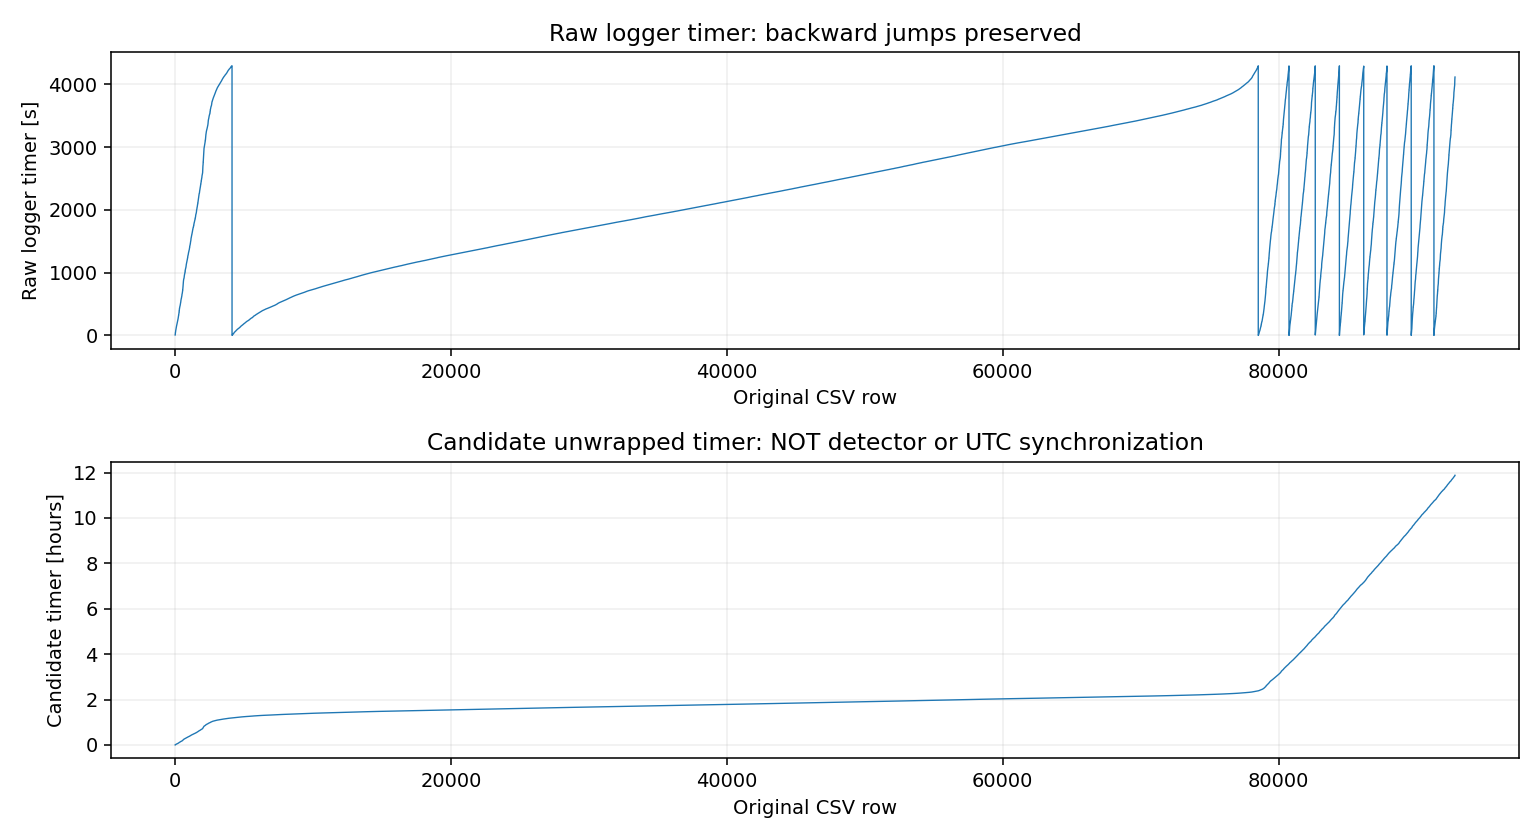 Raw logger timer: backward jumps preserved
Raw logger timer [s]
4000
3000
2000
1000
0
0 20000 40000 60000 80000
Original CSV row
Candidate unwrapped timer: NOT detector or UTC synchronization
Candidate timer [hours]
12
10
8
6
4
2
0
0 20000 40000 60000 80000
Original CSV row